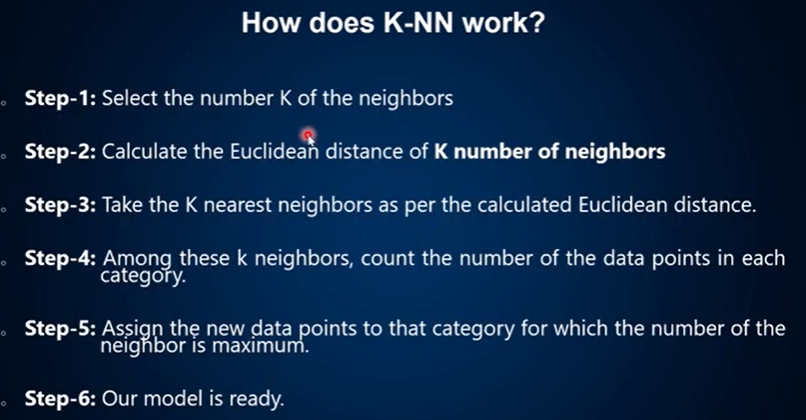 How does K-NN work?
Step-1: Select the number K of the neighbors
Step-2: Calculate the Euclidean distance of K number of neighbors
Step-3: Take the K nearest neighbors as per the calculated Euclidean distance.
Step-4: Among these k neighbors, count the number of the data points in each
category.
Step-5: Assign the new data points to that category for which the number of the
neighbor is maximum.
Step-6: Our model is ready.